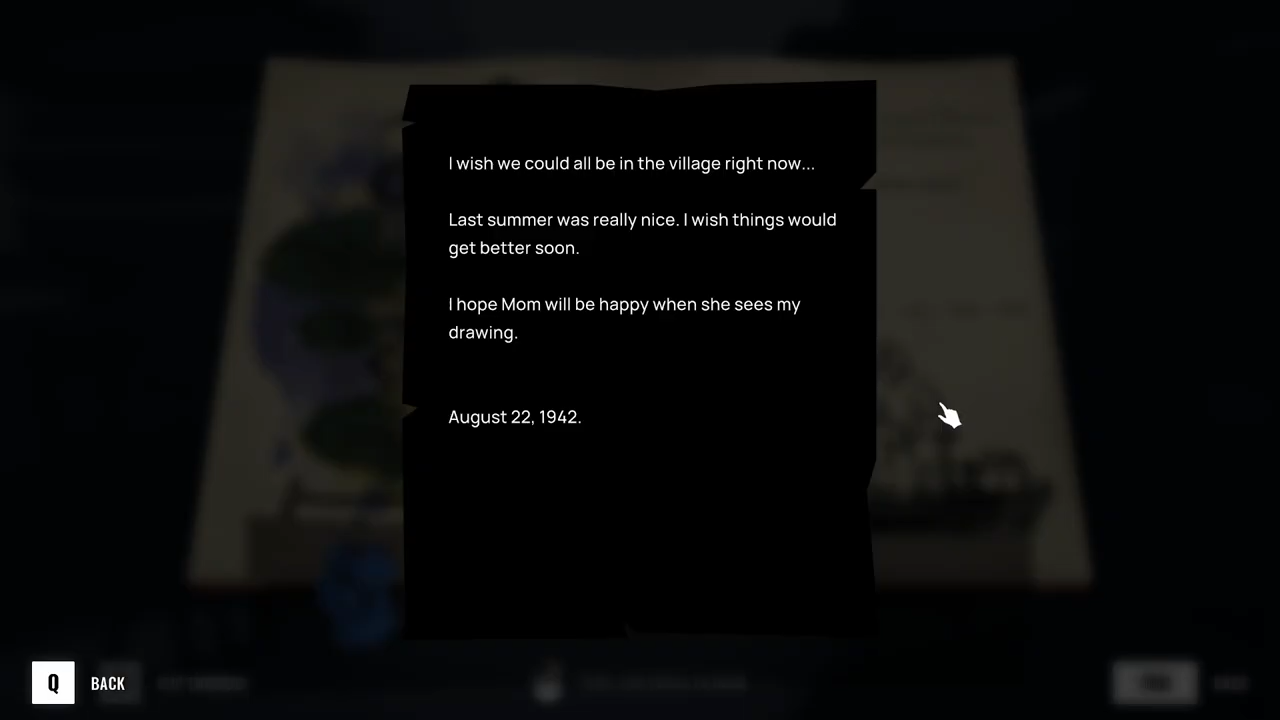 I wish we could all be in the village right now...
Last summer was really nice. I wish things would
get better soon.
I hope Mom will be happy when she sees my
drawing.
August 22, 1942.
Q BACK